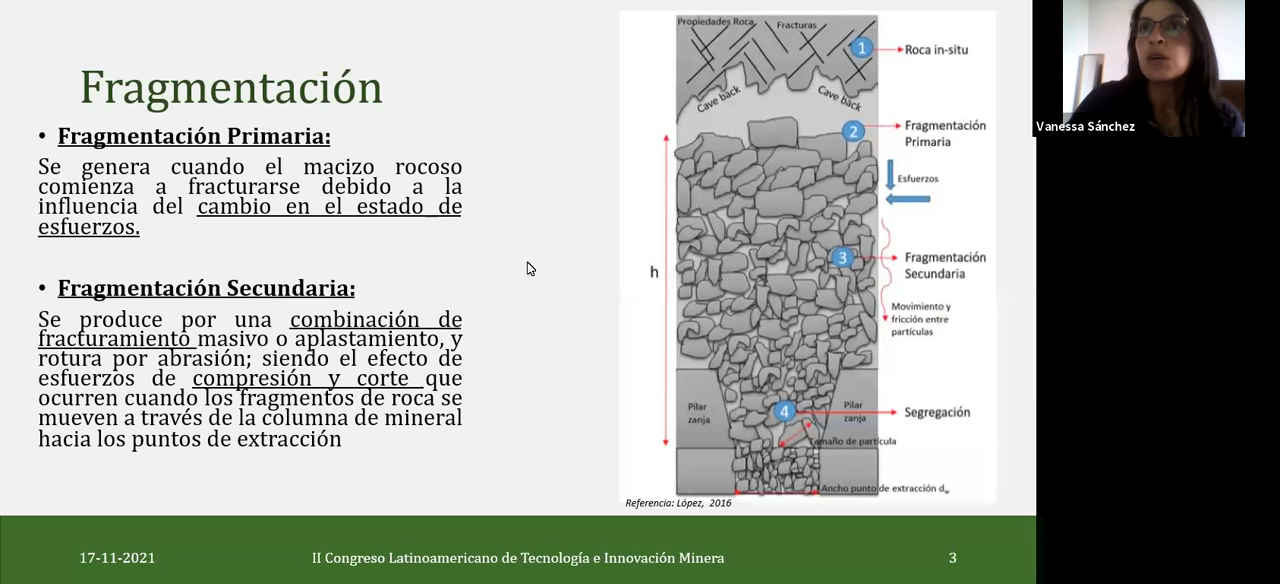 Fragmentación
• Fragmentación Primaria:
Se genera cuando el macizo rocoso
comienza a fracturarse debido a la
influencia del cambio en el estado de
esfuerzos.
• Fragmentación Secundaria:
Se produce por una combinación de
fracturamiento masivo o aplastamiento, y
rotura por abrasión; siendo el efecto de
esfuerzos de compresión y corte que
ocurren cuando los fragmentos de roca se
mueven a través de la columna de mineral
hacia los puntos de extracción
Propiedades Roca
Fracturas
1
Roca in-situ
Cave back
Cave back
2
Fragmentación
Primaria
Esfuerzos
h
3
Fragmentación
Secundaria
Movimiento y
fricción entre
partículas
Pilar
zanja
4
Pilar
zanja
Segregación
Tamaño de partícula
Ancho punto de extracción dw
Referencia: López, 2016
17-11-2021
II Congreso Latinoamericano de Tecnología e Innovación Minera
3
Vanessa Sánchez